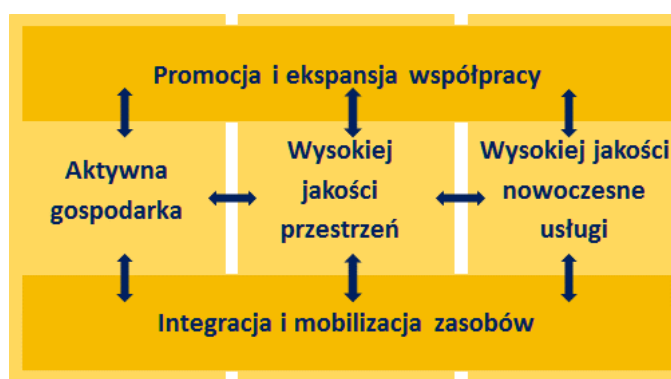 Promocja i ekspansja współpracy
Aktywna
gospodarka
Wysokiej
jakości
przestrzeń
Wysokiej jakości
nowoczesne
usługi
Integracja i mobilizacja zasobów